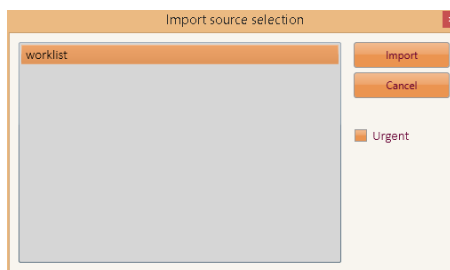 Import source selection
worklist
Import
Cancel
Urgent